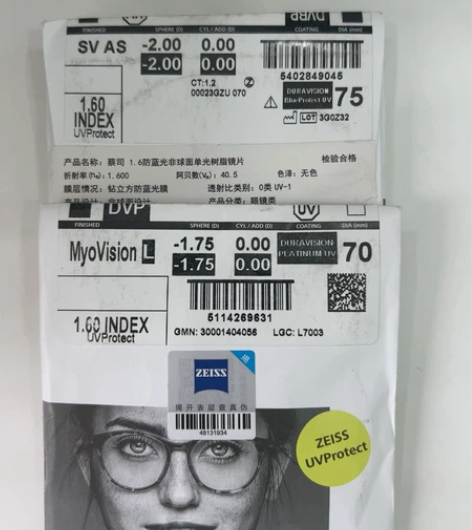 DVBP
FINISHED SPHERE (D) CYL / ADD (D) COATING DIA (mm)
SV AS -2.00 0.00
-2.00 0.00
5402849045
CT:1.2
00023GZU 070
DURAVISION
BlueProtect UV
75
1.60
INDEX
UVProtect
LOT 3G0Z32
产品名称：蔡司 1.6防蓝光非球面单光树脂镜片 检验合格
折射率(nₑ)：1.600 阿贝数(Vₑ)：40.5 色泽：无色
膜层情况：钻立方防蓝光膜 透射比类别：0类 UV-1
非球面设计 产品分类：眼镜类
DVP UV
FINISHED SPHERE (D) CYL / ADD (D) COATING DIA (mm)
MyoVision L -1.75 0.00 DURAVISION
PLATINUM UV 70
-1.75 0.00
5114269631
1.60 INDEX
UVProtect
GMN: 30001404056 LGC: L7003
ZEISS
揭开表层查真伪
48131934
ZEISS
UVProtect